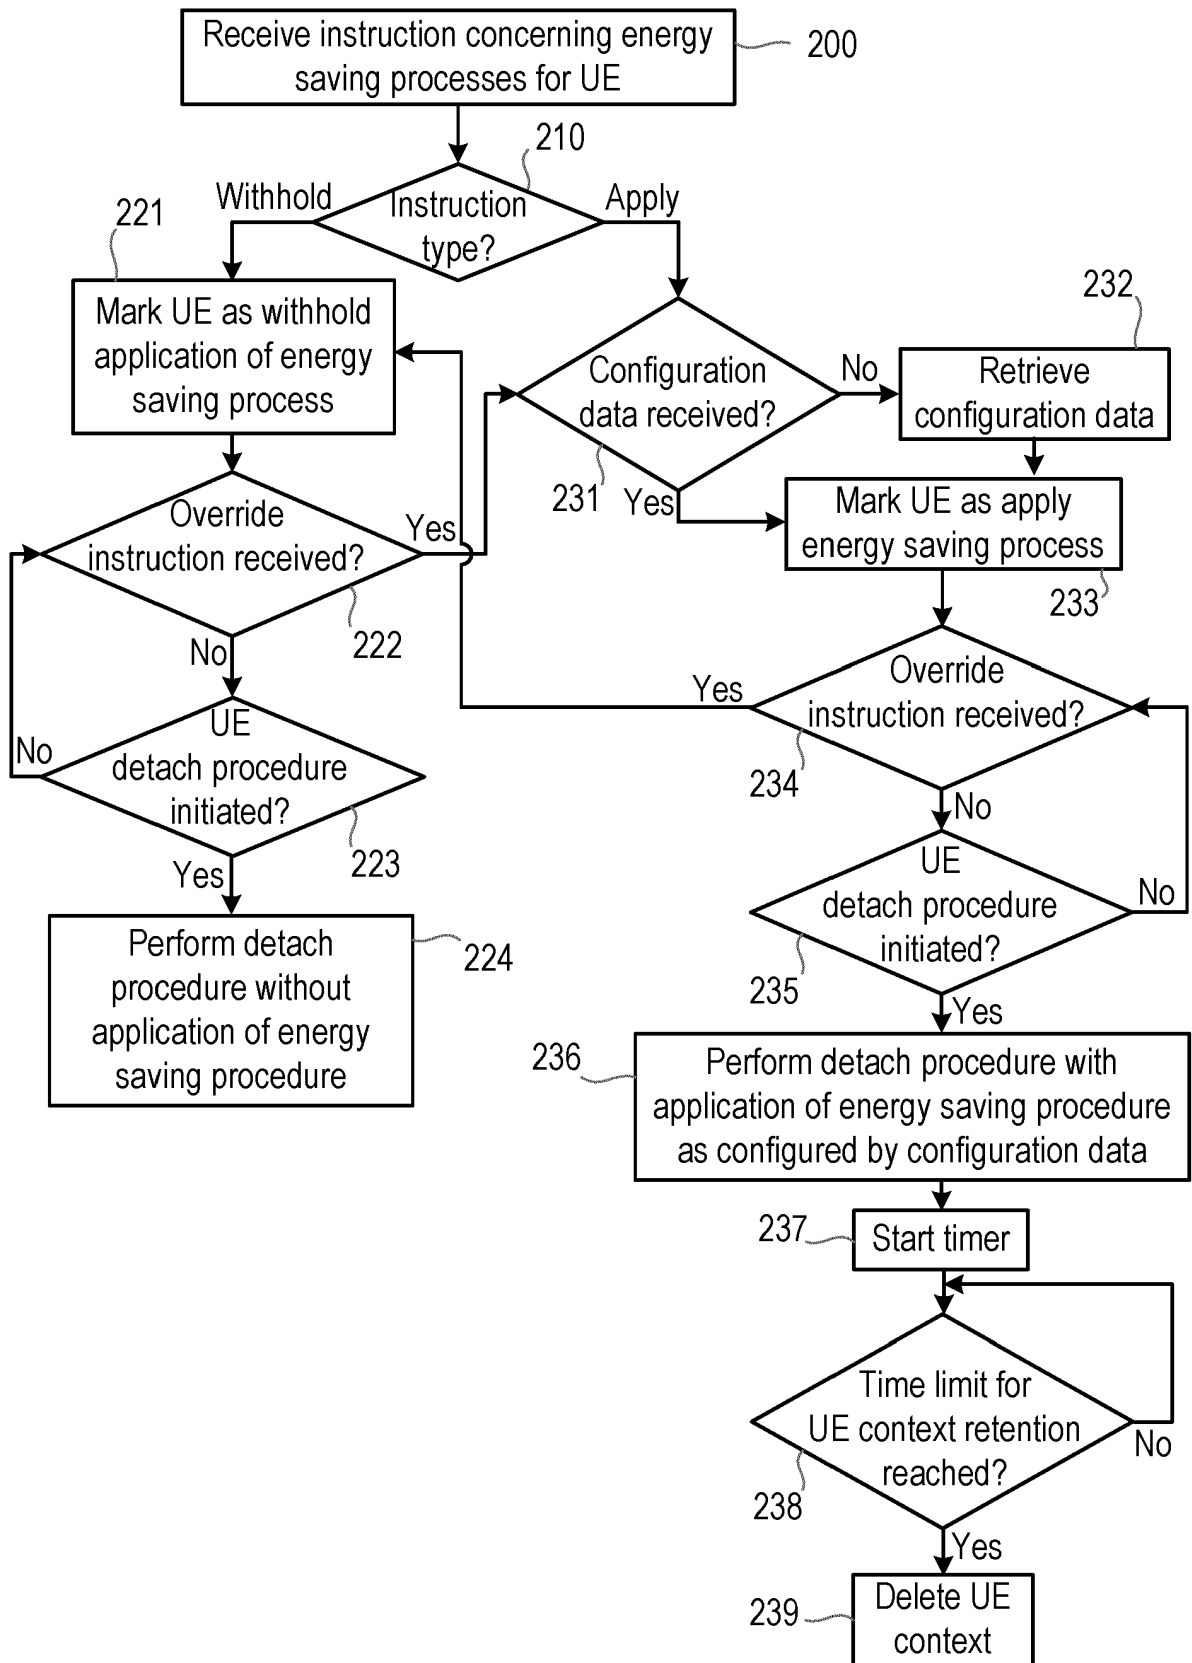 Receive instruction concerning energy
saving processes for UE
200
210
Instruction
type?
Withhold
Apply
221
Mark UE as withhold
application of energy
saving process
Configuration
data received?
231
No
232
Retrieve
configuration data
Yes
Mark UE as apply
energy saving process
233
Override
instruction received?
Yes
222
No
UE
detach procedure
initiated?
No
223
Yes
Perform detach
procedure without
application of energy
saving procedure
224
Override
instruction received?
Yes
234
No
UE
detach procedure
initiated?
No
235
Yes
236
Perform detach procedure with
application of energy saving procedure
as configured by configuration data
237
Start timer
Time limit for
UE context retention
reached?
No
238
Yes
239
Delete UE
context